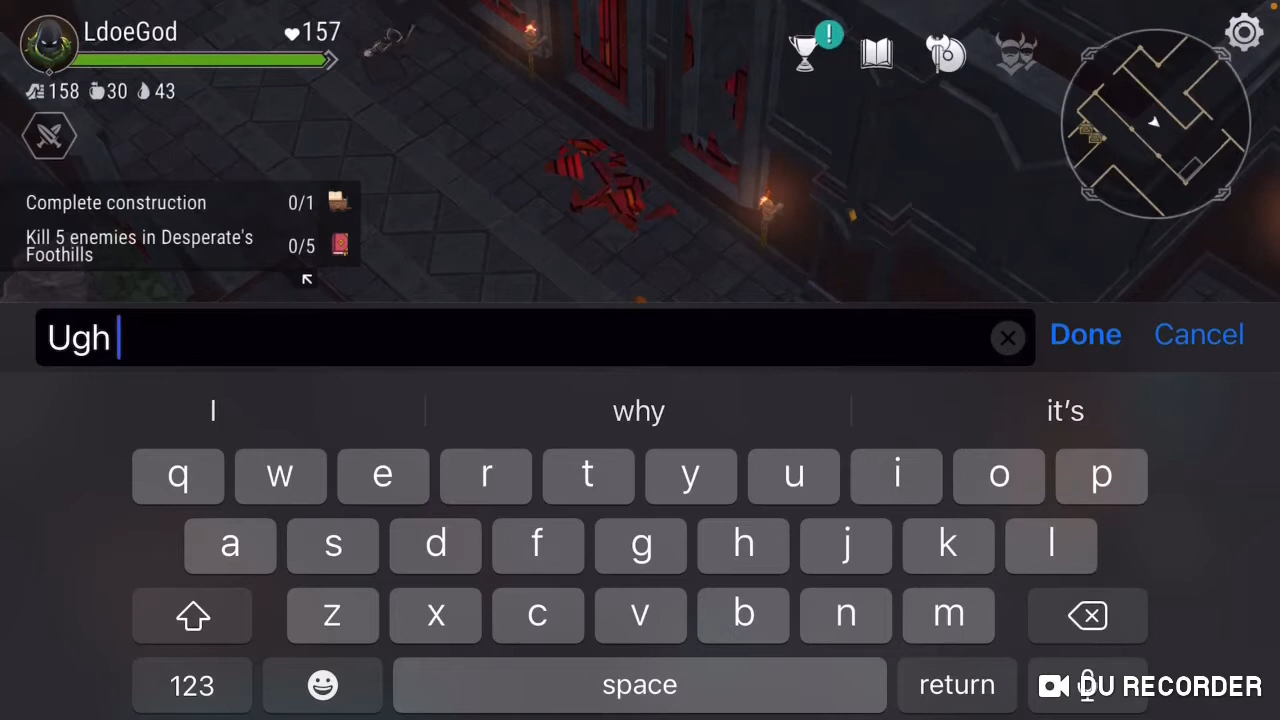 LdoeGod
157
158 30 43
Complete construction 0/1
Kill 5 enemies in Desperate's
Foothills 0/5
!
Ugh
Done Cancel
I why it's
q w e r t y u i o p
a s d f g h j k l
z x c v b n m
123 space return
DU RECORDER